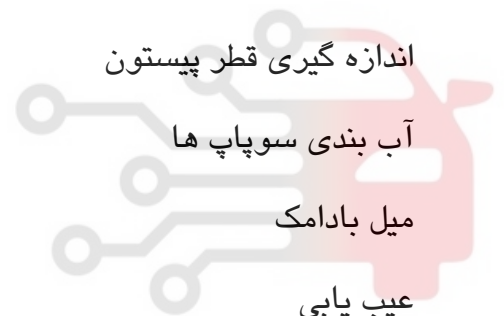 اندازه گیری قطر پیستون
آب بندی سوپاپ ها
میل بادامک
عیب یابی